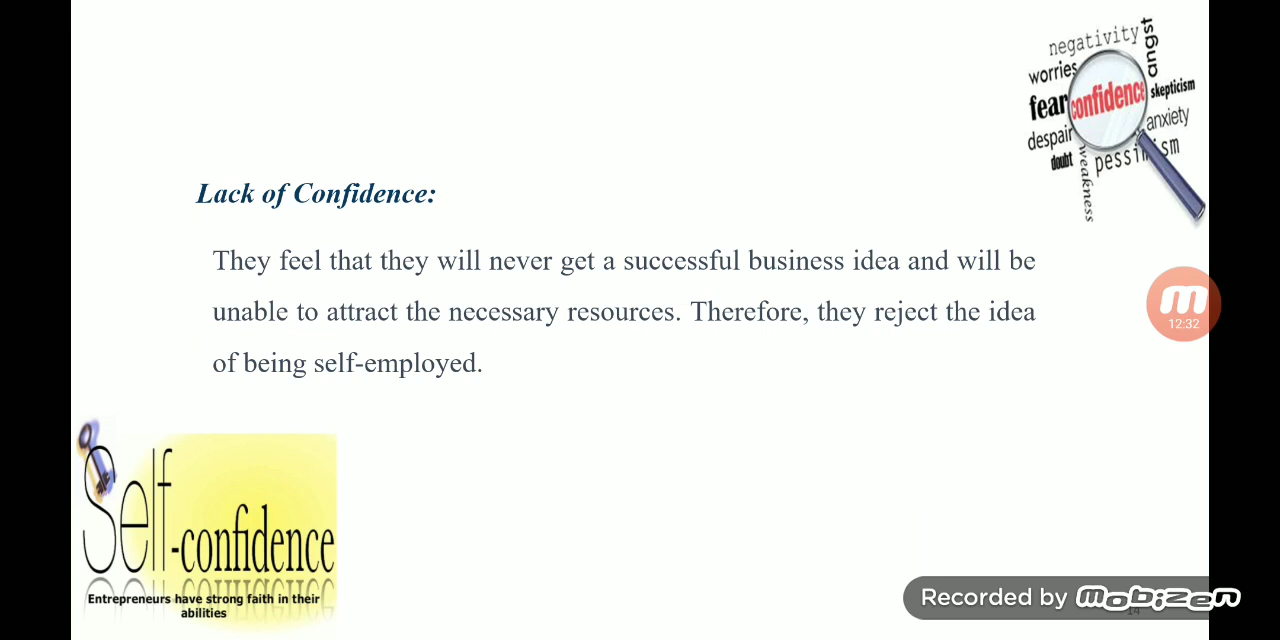 negativity
angst
worries
fear
confidence
skepticism
despair
anxiety
doubt
weakness
pessimism
Lack of Confidence:
They feel that they will never get a successful business idea and will be
unable to attract the necessary resources. Therefore, they reject the idea
of being self-employed.
12:32
Self-confidence
Entrepreneurs have strong faith in their
abilities
Recorded by mobizen
14